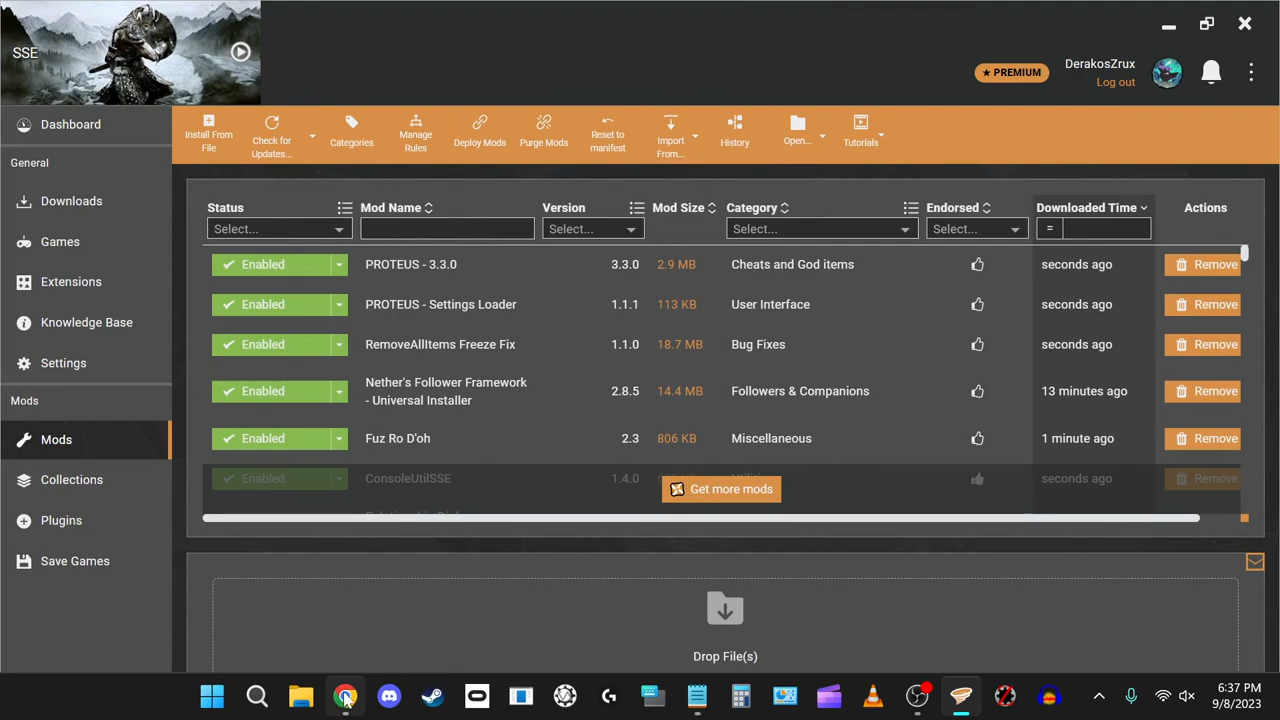 SSE
PREMIUM
DerakosZrux
Log out
Dashboard
General
Downloads
Games
Extensions
Knowledge Base
Settings
Mods
Mods
Collections
Plugins
Save Games
Install From File
Check for Updates...
Categories
Manage Rules
Deploy Mods
Purge Mods
Reset to manifest
Import From...
History
Open...
Tutorials
Status Mod Name Version Mod Size Category Endorsed Downloaded Time Actions
Select... Select... Select... Select... =
Enabled PROTEUS - 3.3.0 3.3.0 2.9 MB Cheats and God items seconds ago Remove
Enabled PROTEUS - Settings Loader 1.1.1 113 KB User Interface seconds ago Remove
Enabled RemoveAllItems Freeze Fix 1.1.0 18.7 MB Bug Fixes seconds ago Remove
Enabled Nether's Follower Framework - Universal Installer 2.8.5 14.4 MB Followers & Companions 13 minutes ago Remove
Enabled Fuz Ro D'oh 2.3 806 KB Miscellaneous 1 minute ago Remove
Enabled ConsoleUtilSSE 1.4.0 seconds ago Remove
Get more mods
Drop File(s)
6:37 PM
9/8/2023